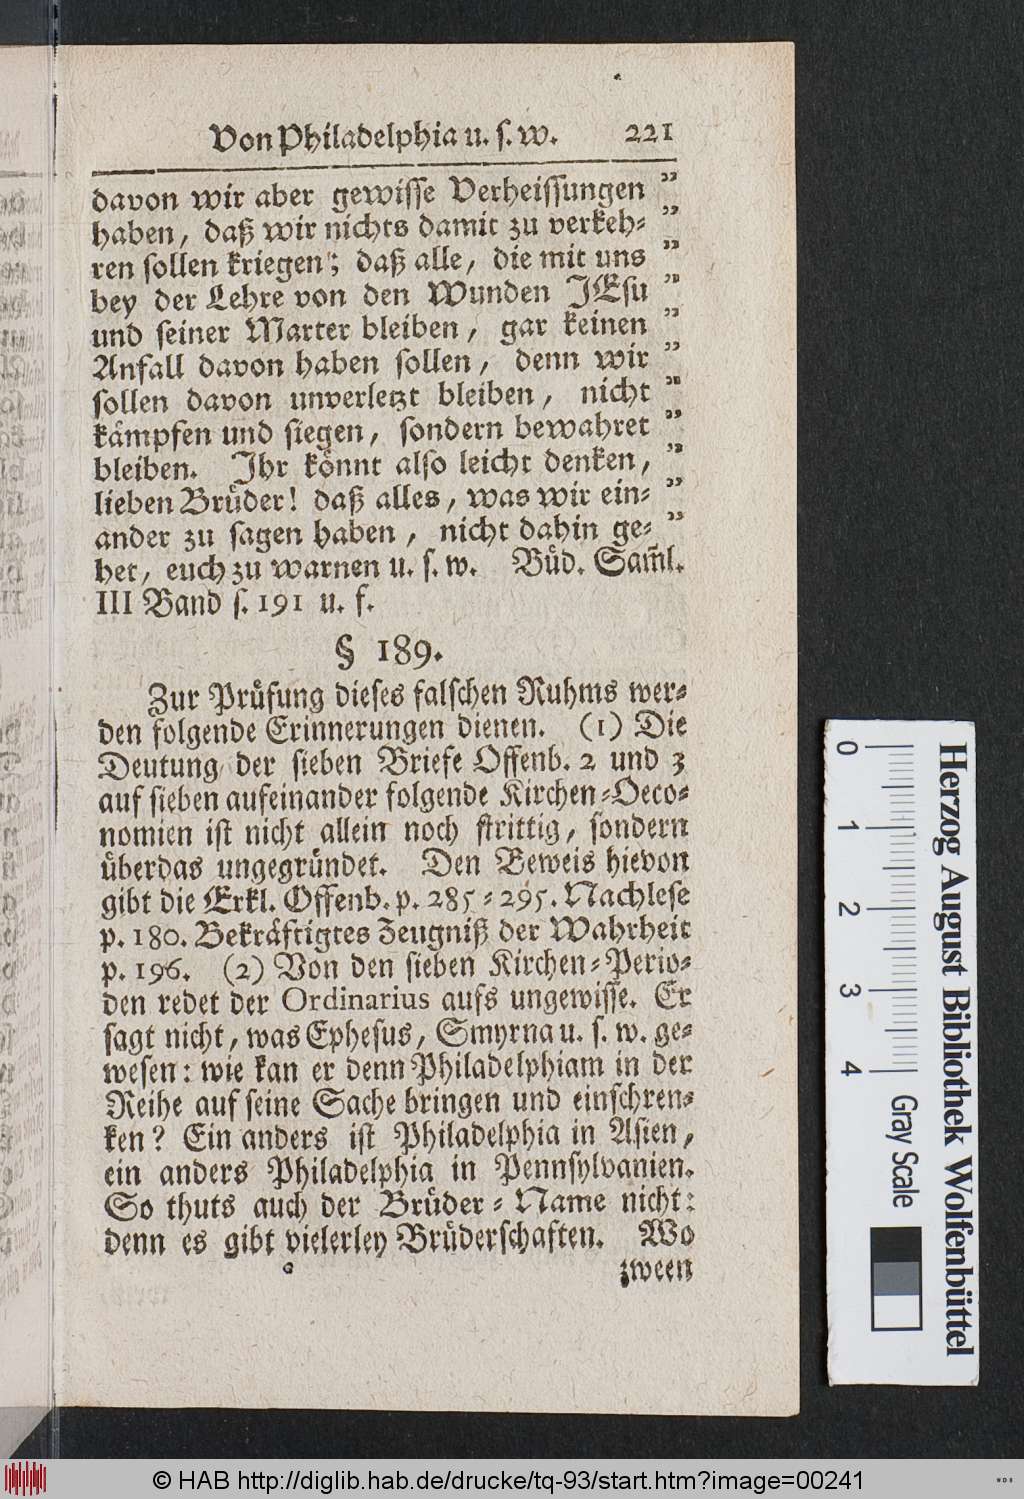 Von Philadelphia u. s. w. 221
davon wir aber gewisse Verheissungen ”
haben, daß wir nichts damit zu verkeh- ”
ren sollen kriegen; daß alle, die mit uns ”
bey der Lehre von den Wunden JEsu ”
und seiner Marter bleiben, gar keinen ”
Anfall davon haben sollen, denn wir ”
sollen davon unverletzt bleiben, nicht ”
kämpfen und siegen, sondern bewahret ”
bleiben. Ihr könnt also leicht denken, ”
lieben Brüder! daß alles, was wir ein- ”
ander zu sagen haben, nicht dahin ge- ”
het, euch zu warnen u. s. w. Büd. Sam̃l.
III Band s. 191 u. f.
§ 189.
Zur Prüfung dieses falschen Ruhms wer-
den folgende Erinnerungen dienen. (1) Die
Deutung der sieben Briefe Offenb. 2 und 3
auf sieben aufeinander folgende Kirchen-Oeco-
nomien ist nicht allein noch strittig, sondern
überdas ungegründet. Den Beweis hievon
gibt die Erkl. Offenb. p. 285-295. Nachlese
p. 180. Bekräftigtes Zeugniß der Wahrheit
p. 196. (2) Von den sieben Kirchen-Perio-
den redet der Ordinarius aufs ungewisse. Er
sagt nicht, was Ephesus, Smyrna u. s. w. ge-
wesen: wie kan er denn Philadelphiam in der
Reihe auf seine Sache bringen und einschren-
ken? Ein anders ist Philadelphia in Asien,
ein anders Philadelphia in Pennsylvanien.
So thuts auch der Brüder-Name nicht:
denn es gibt vielerley Brüderschaften. Wo
zween
Herzog August Bibliothek Wolfenbüttel
0 1 2 3 4 Gray Scale
© HAB http://diglib.hab.de/drucke/tq-93/start.htm?image=00241